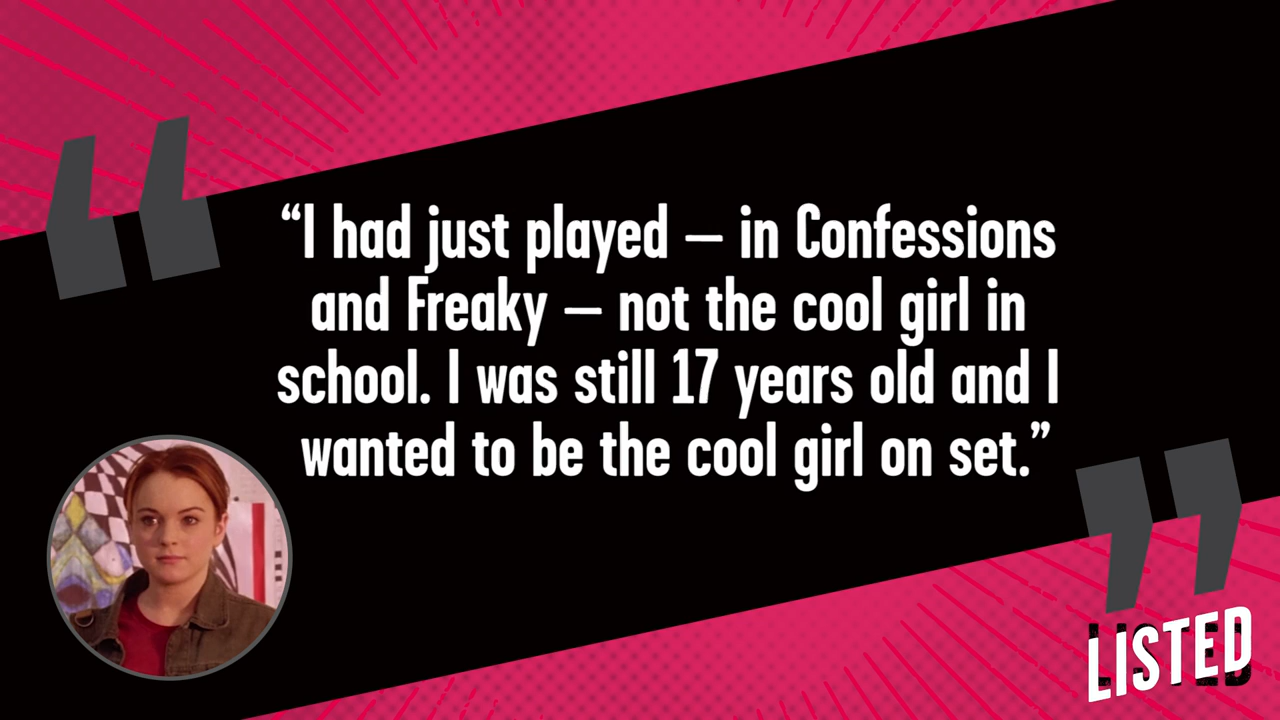 “I had just played – in Confessions
and Freaky – not the cool girl in
school. I was still 17 years old and I
wanted to be the cool girl on set.”
LISTED